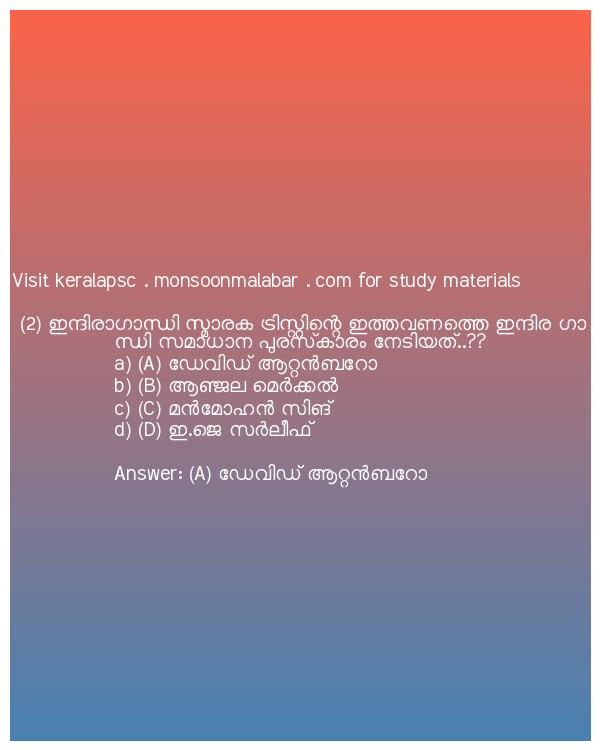 Visit keralapsc . monsoonmalabar . com for study materials
(2) ഇന്ദിരാഗാന്ധി സ്മാരക ട്രിസ്റ്റിന്റെ ഇത്തവണത്തെ ഇന്ദിര ഗാ
ന്ധി സമാധാന പുരസ്‌കാരം നേടിയത്..??
a) (A) ഡേവിഡ് ആറ്റൻബറോ
b) (B) ആഞ്ജല മെർക്കൽ
c) (C) മൻമോഹൻ സിങ്
d) (D) ഇ.ജെ സർലീഫ്
Answer: (A) ഡേവിഡ് ആറ്റൻബറോ